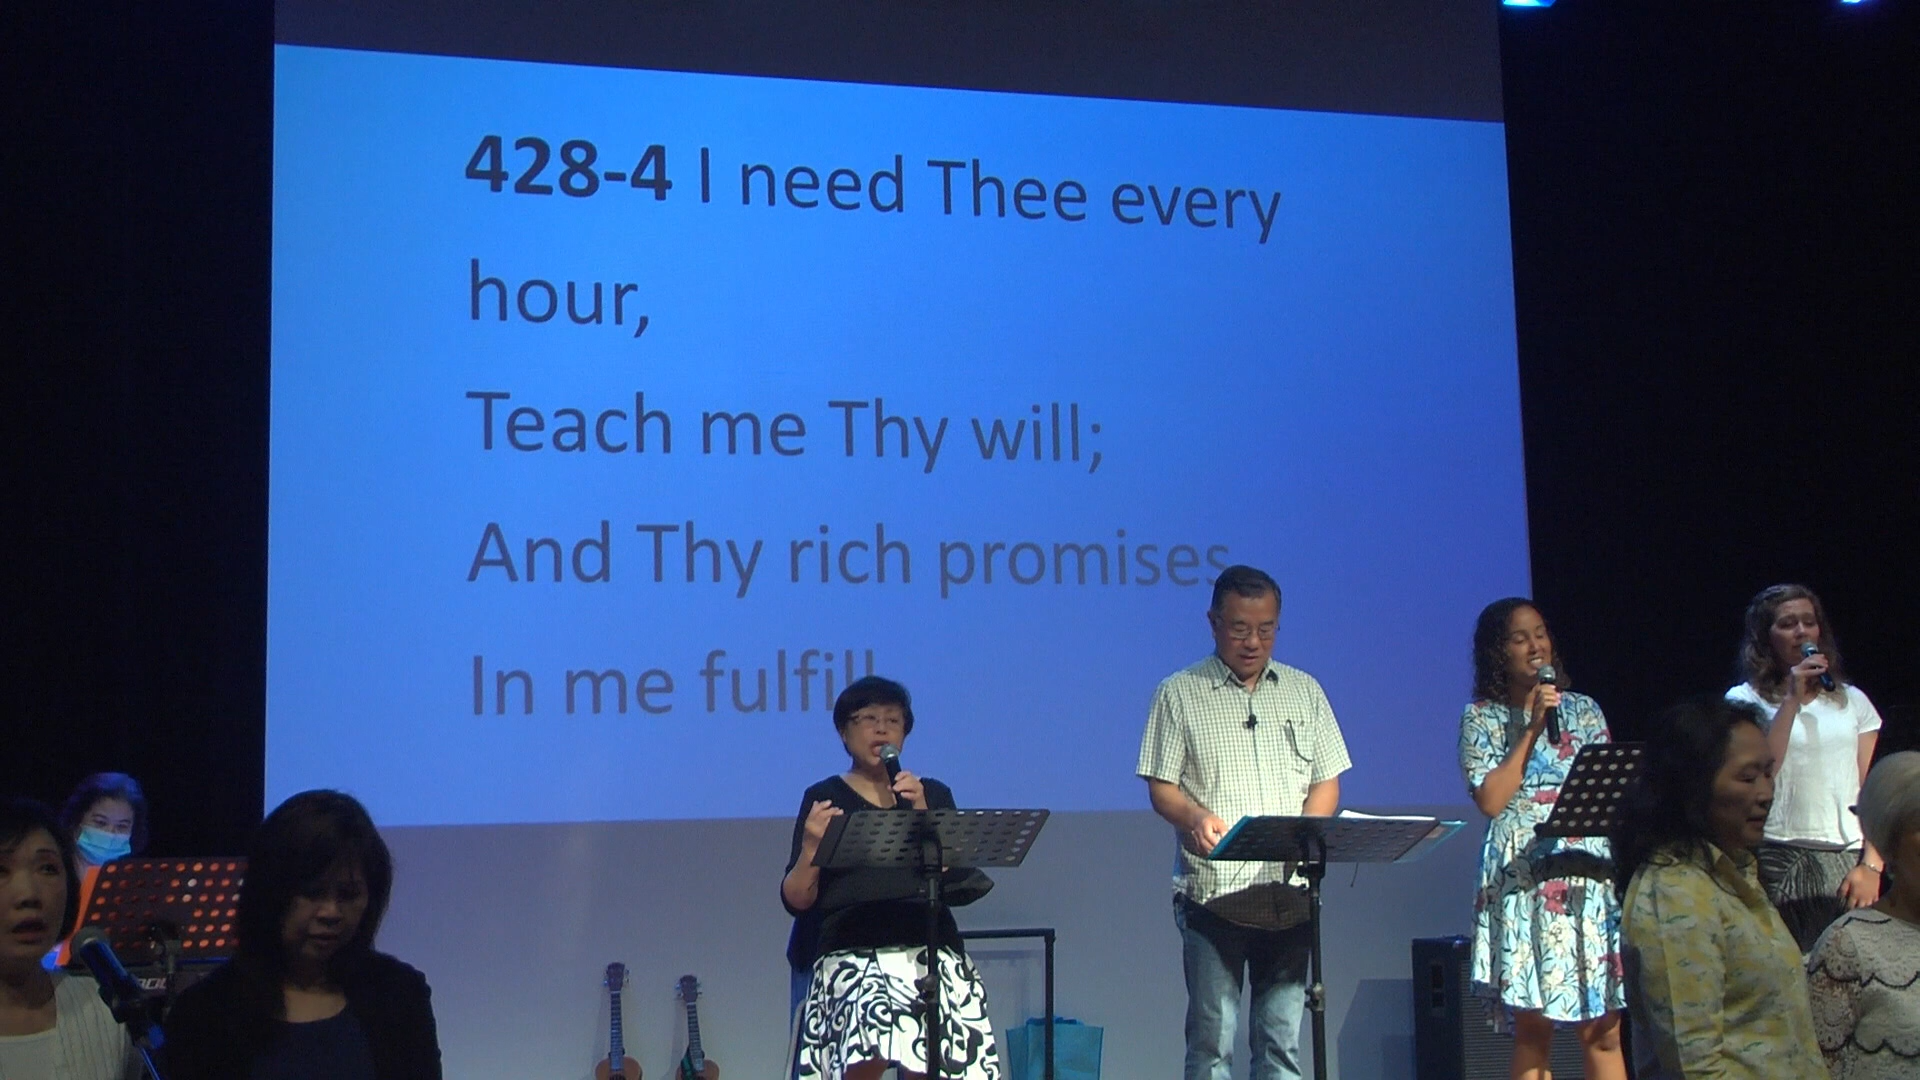 428-4 I need Thee every
hour,
Teach me Thy will;
And Thy rich promises
In me fulfill